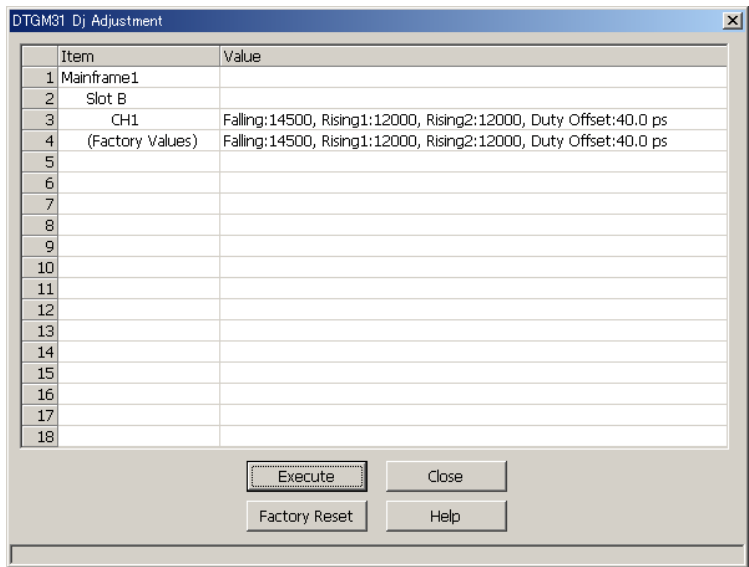 DTGM31 Dj Adjustment
Item Value
1 Mainframe1
2 Slot B
3 CH1 Falling:14500, Rising1:12000, Rising2:12000, Duty Offset:40.0 ps
4 (Factory Values) Falling:14500, Rising1:12000, Rising2:12000, Duty Offset:40.0 ps
5
6
7
8
9
10
11
12
13
14
15
16
17
18
Execute Close
Factory Reset Help